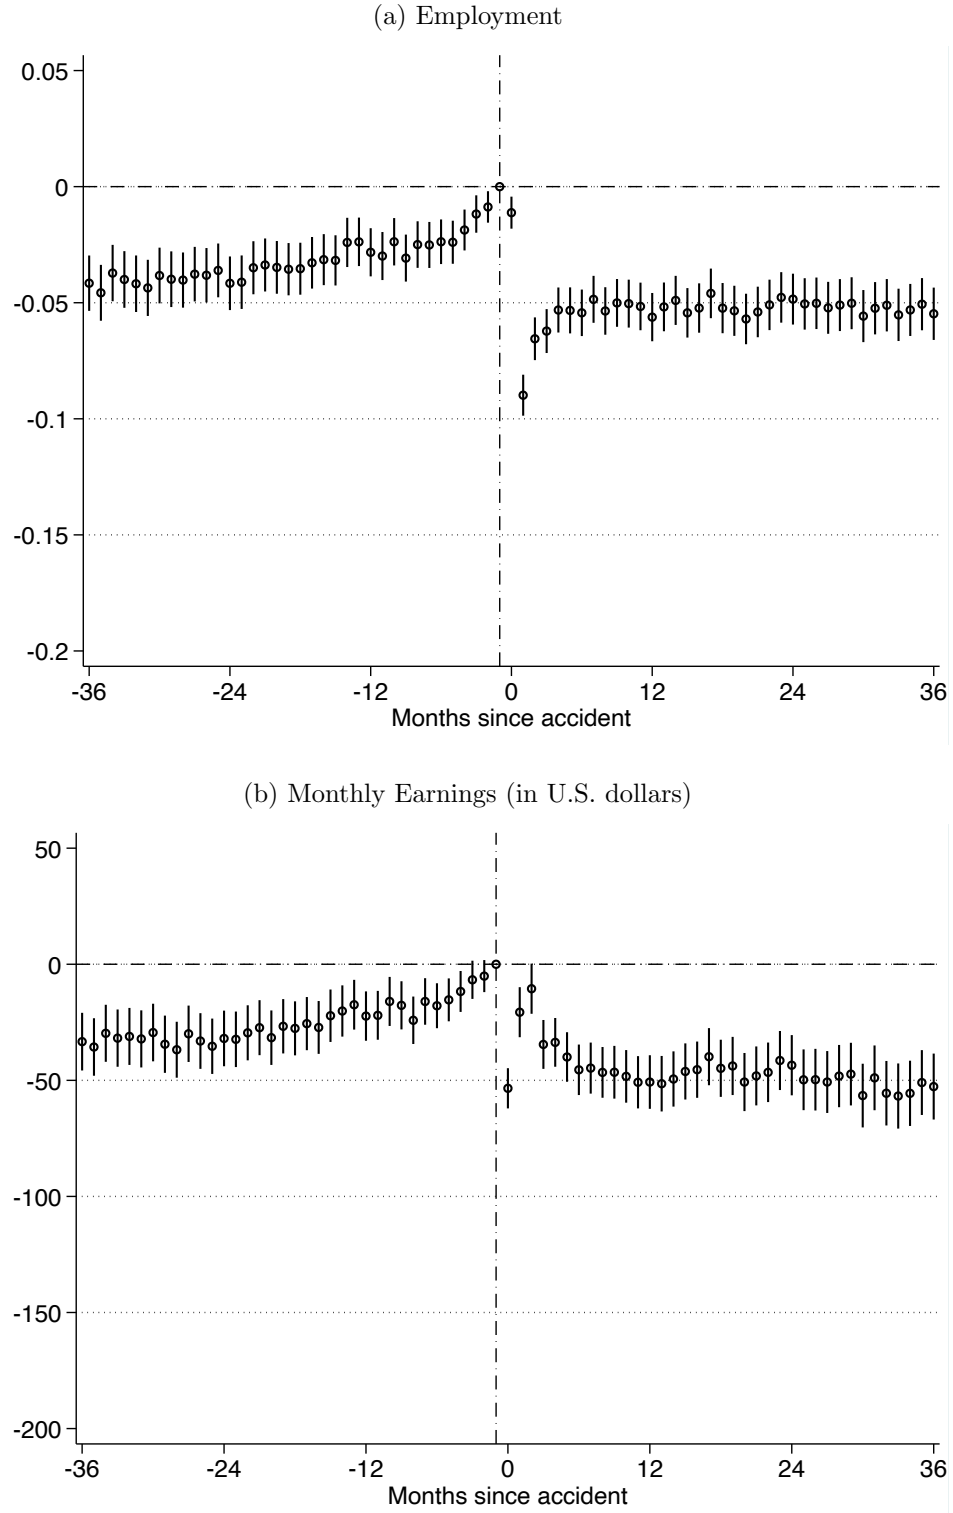 (a) Employment
0.05
0
-0.05
-0.1
-0.15
-0.2
-36 -24 -12 0 12 24 36
Months since accident
(b) Monthly Earnings (in U.S. dollars)
50
0
-50
-100
-150
-200
-36 -24 -12 0 12 24 36
Months since accident